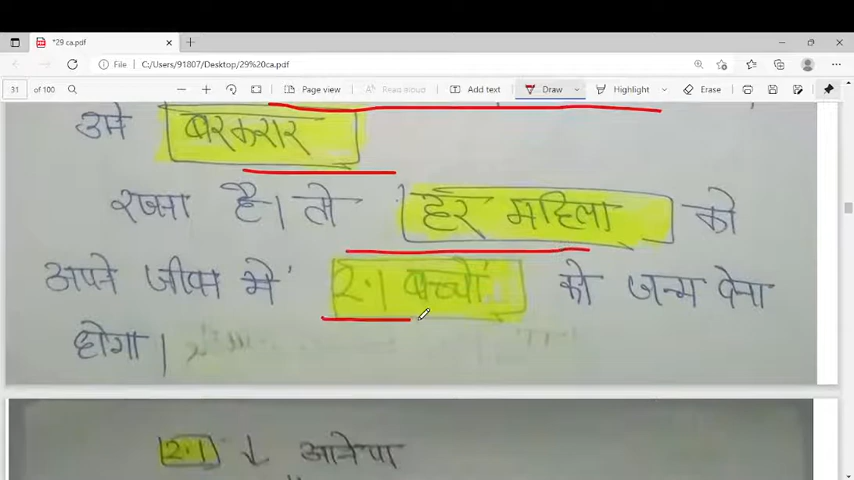 *29 ca.pdf
File
C:/Users/91807/Desktop/29%20ca.pdf
31 of 100
Page view
Read aloud
Add text
Draw
Highlight
Erase
उसे बरकरार
रखना है। तो हर महिला को
अपने जीवन में 2.1 बच्चों को जन्म देना
होगा।
2.1 ↓ आनेपा